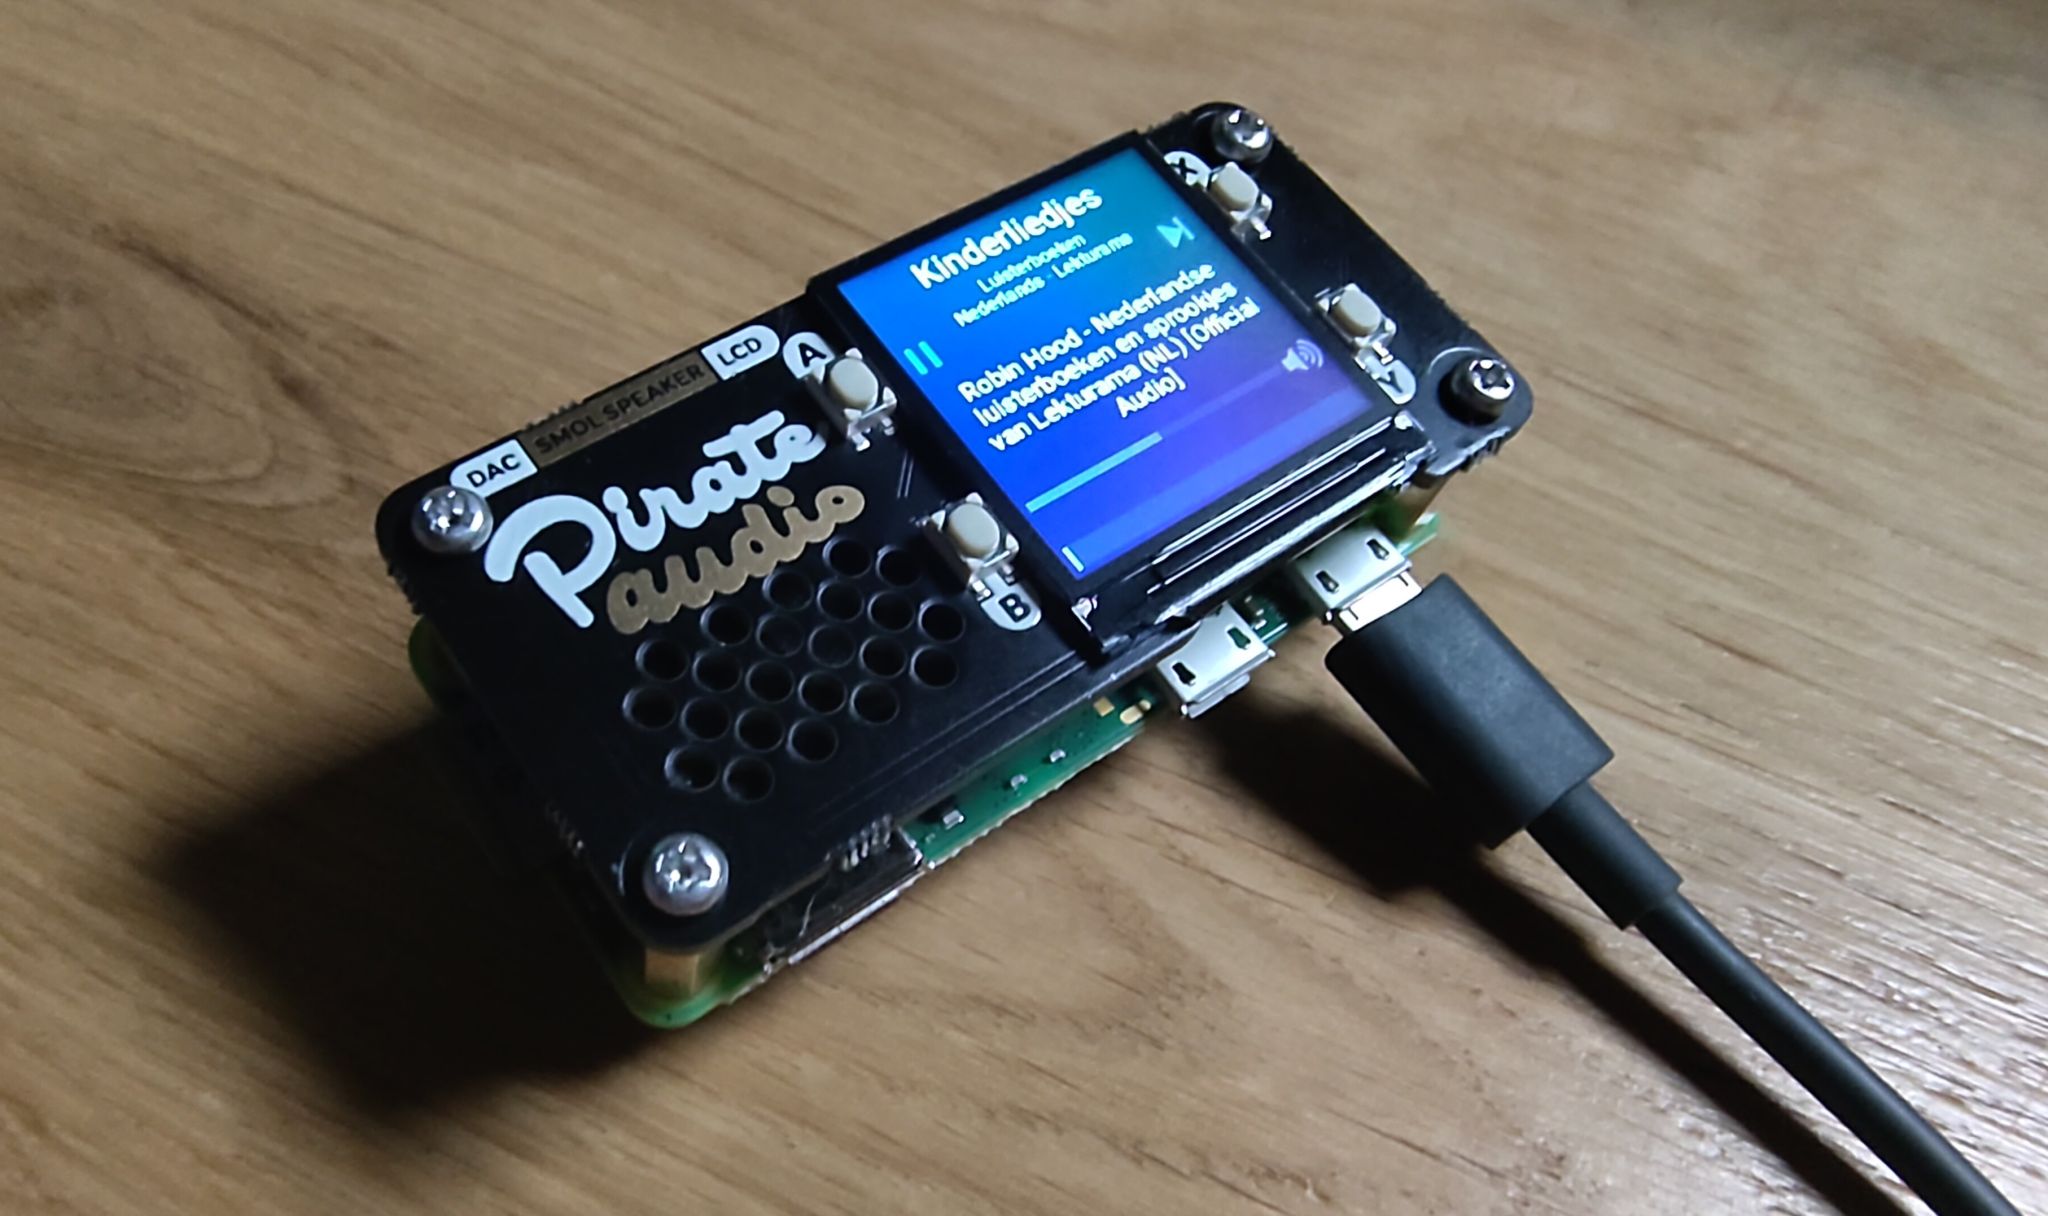 DAC
SMOL SPEAKER
LCD
A
Pirate
audio
B
X
Y
Kinderliedjes
Luisterboeken
Nederlands - Lekturama
Robin Hood - Nederlandse
luisterboeken en sprookjes
van Lekturama (NL) [Official
Audio]